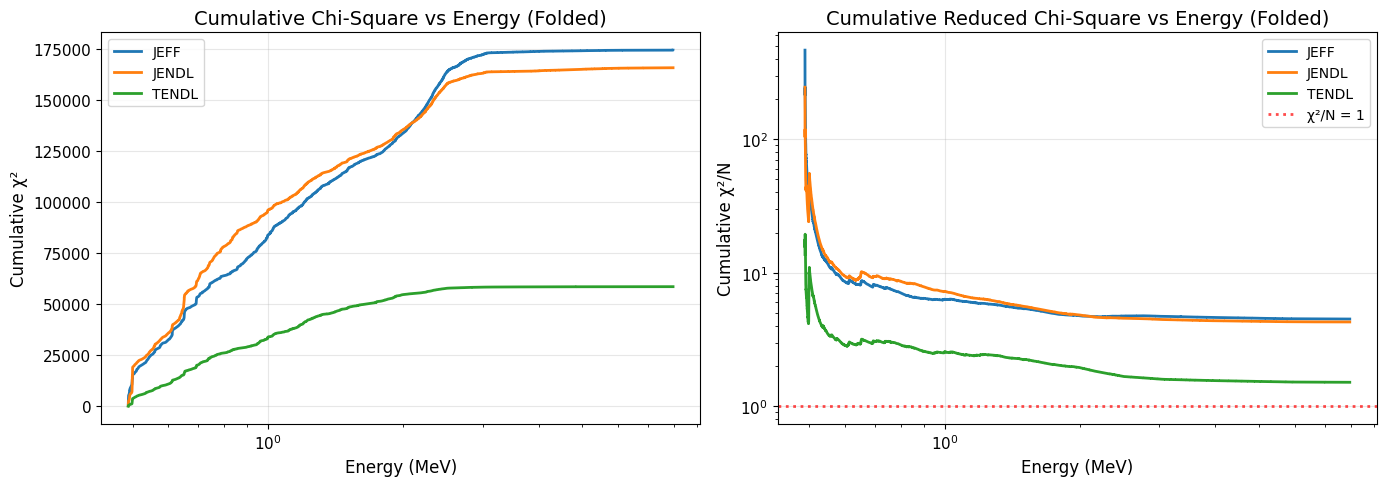 Cumulative Chi-Square vs Energy (Folded)
JEFF
JENDL
TENDL
175000
150000
125000
100000
75000
50000
25000
0
Cumulative χ²
10⁰
Energy (MeV)
Cumulative Reduced Chi-Square vs Energy (Folded)
JEFF
JENDL
TENDL
χ²/N = 1
10²
10¹
10⁰
Cumulative χ²/N
10⁰
Energy (MeV)